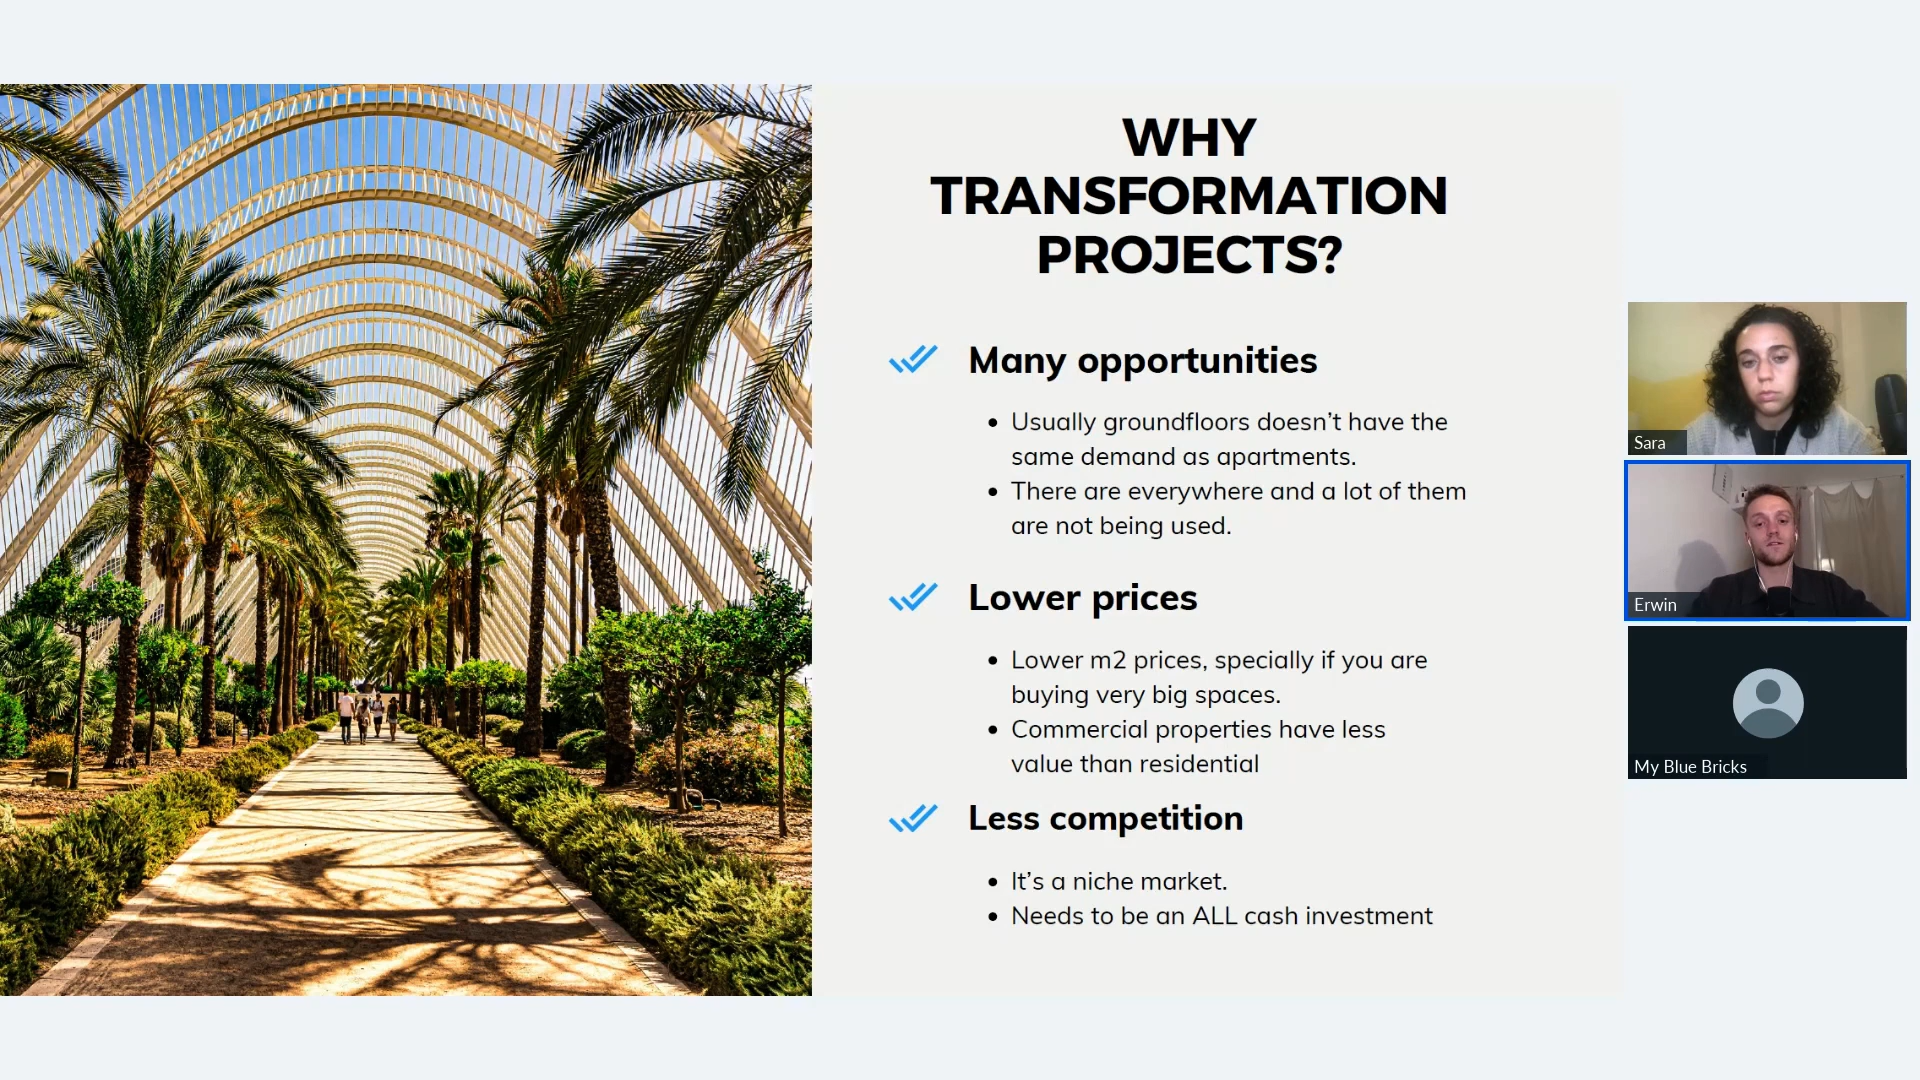 WHY
TRANSFORMATION
PROJECTS?
Many opportunities
Usually groundfloors doesn’t have the
same demand as apartments.
There are everywhere and a lot of them
are not being used.
Lower prices
Lower m2 prices, specially if you are
buying very big spaces.
Commercial properties have less
value than residential
Less competition
It’s a niche market.
Needs to be an ALL cash investment
Sara
Erwin
My Blue Bricks